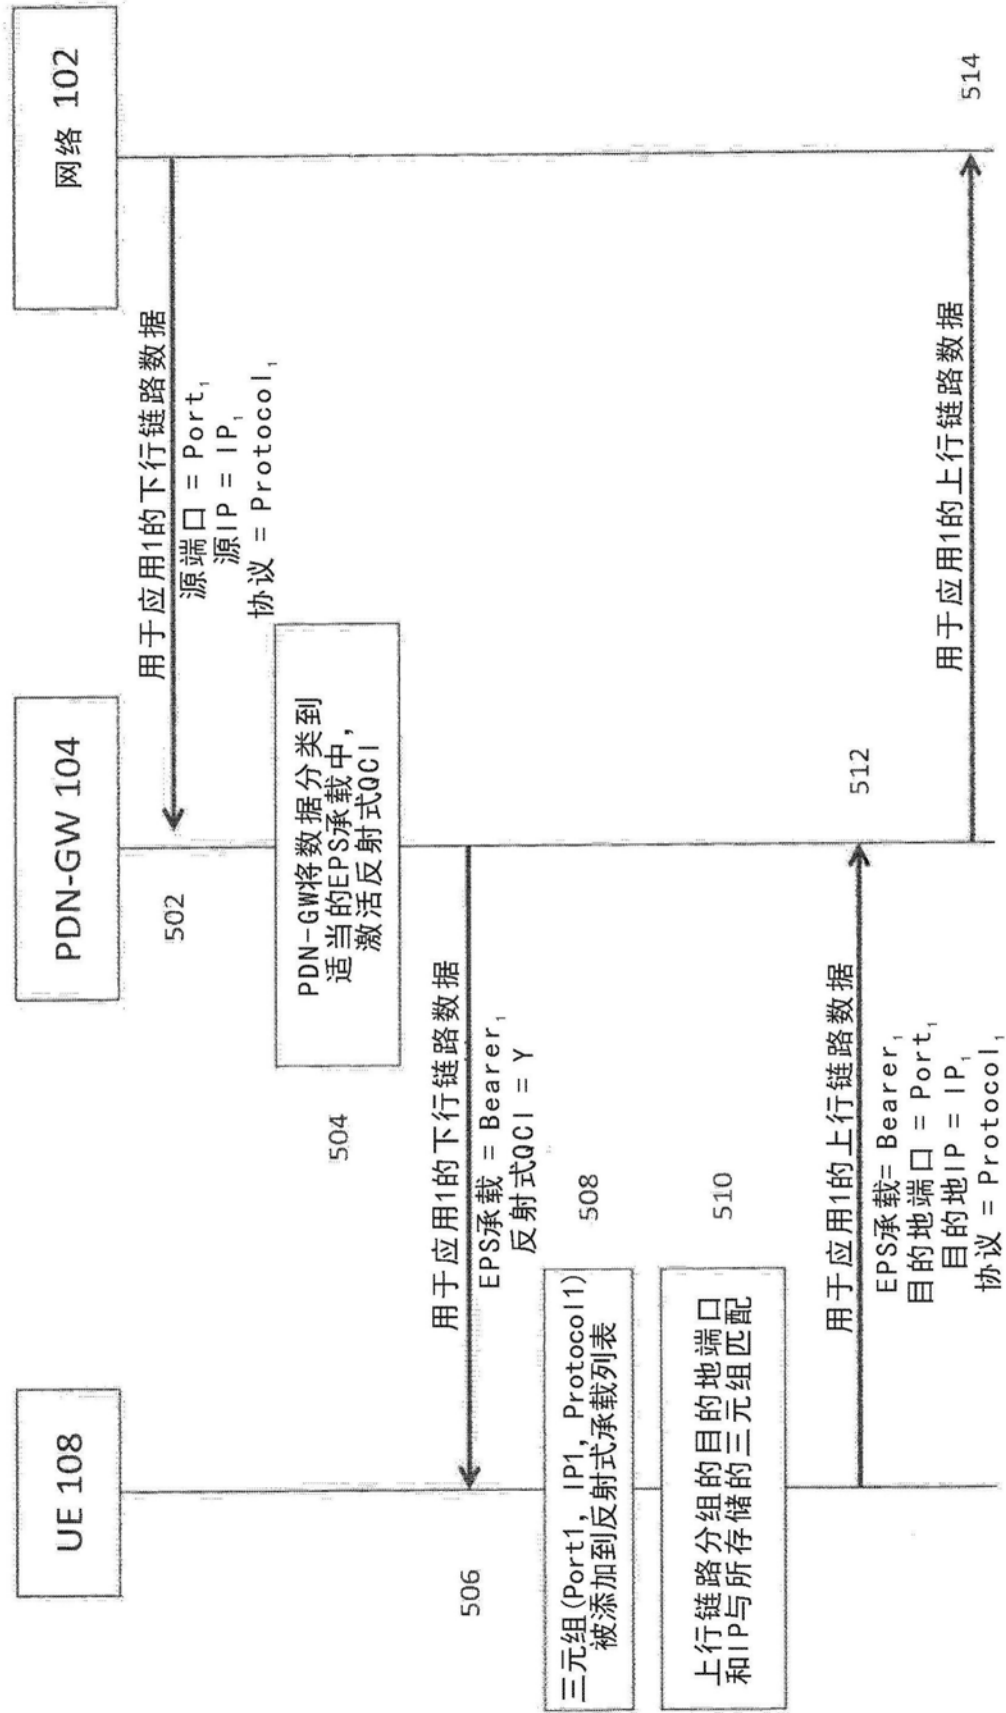 UE 108
PDN-GW 104
网络 102
用于应用1的下行链路数据
源端口 = Port₁
源IP = IP₁
协议 = Protocol₁
502
PDN-GW将数据分类到
适当的EPS承载中，
激活反射式QCI
504
用于应用1的下行链路数据
EPS承载 = Bearer₁
反射式QCI = Y
506
三元组(Port1, IP1, Protocol1)
被添加到反射式承载列表
508
上行链路分组的目的地端口
和IP与所存储的三元组匹配
510
用于应用1的上行链路数据
EPS承载= Bearer₁
目的地端口 = Port₁
目的地IP = IP₁
协议 = Protocol₁
512
用于应用1的上行链路数据
514